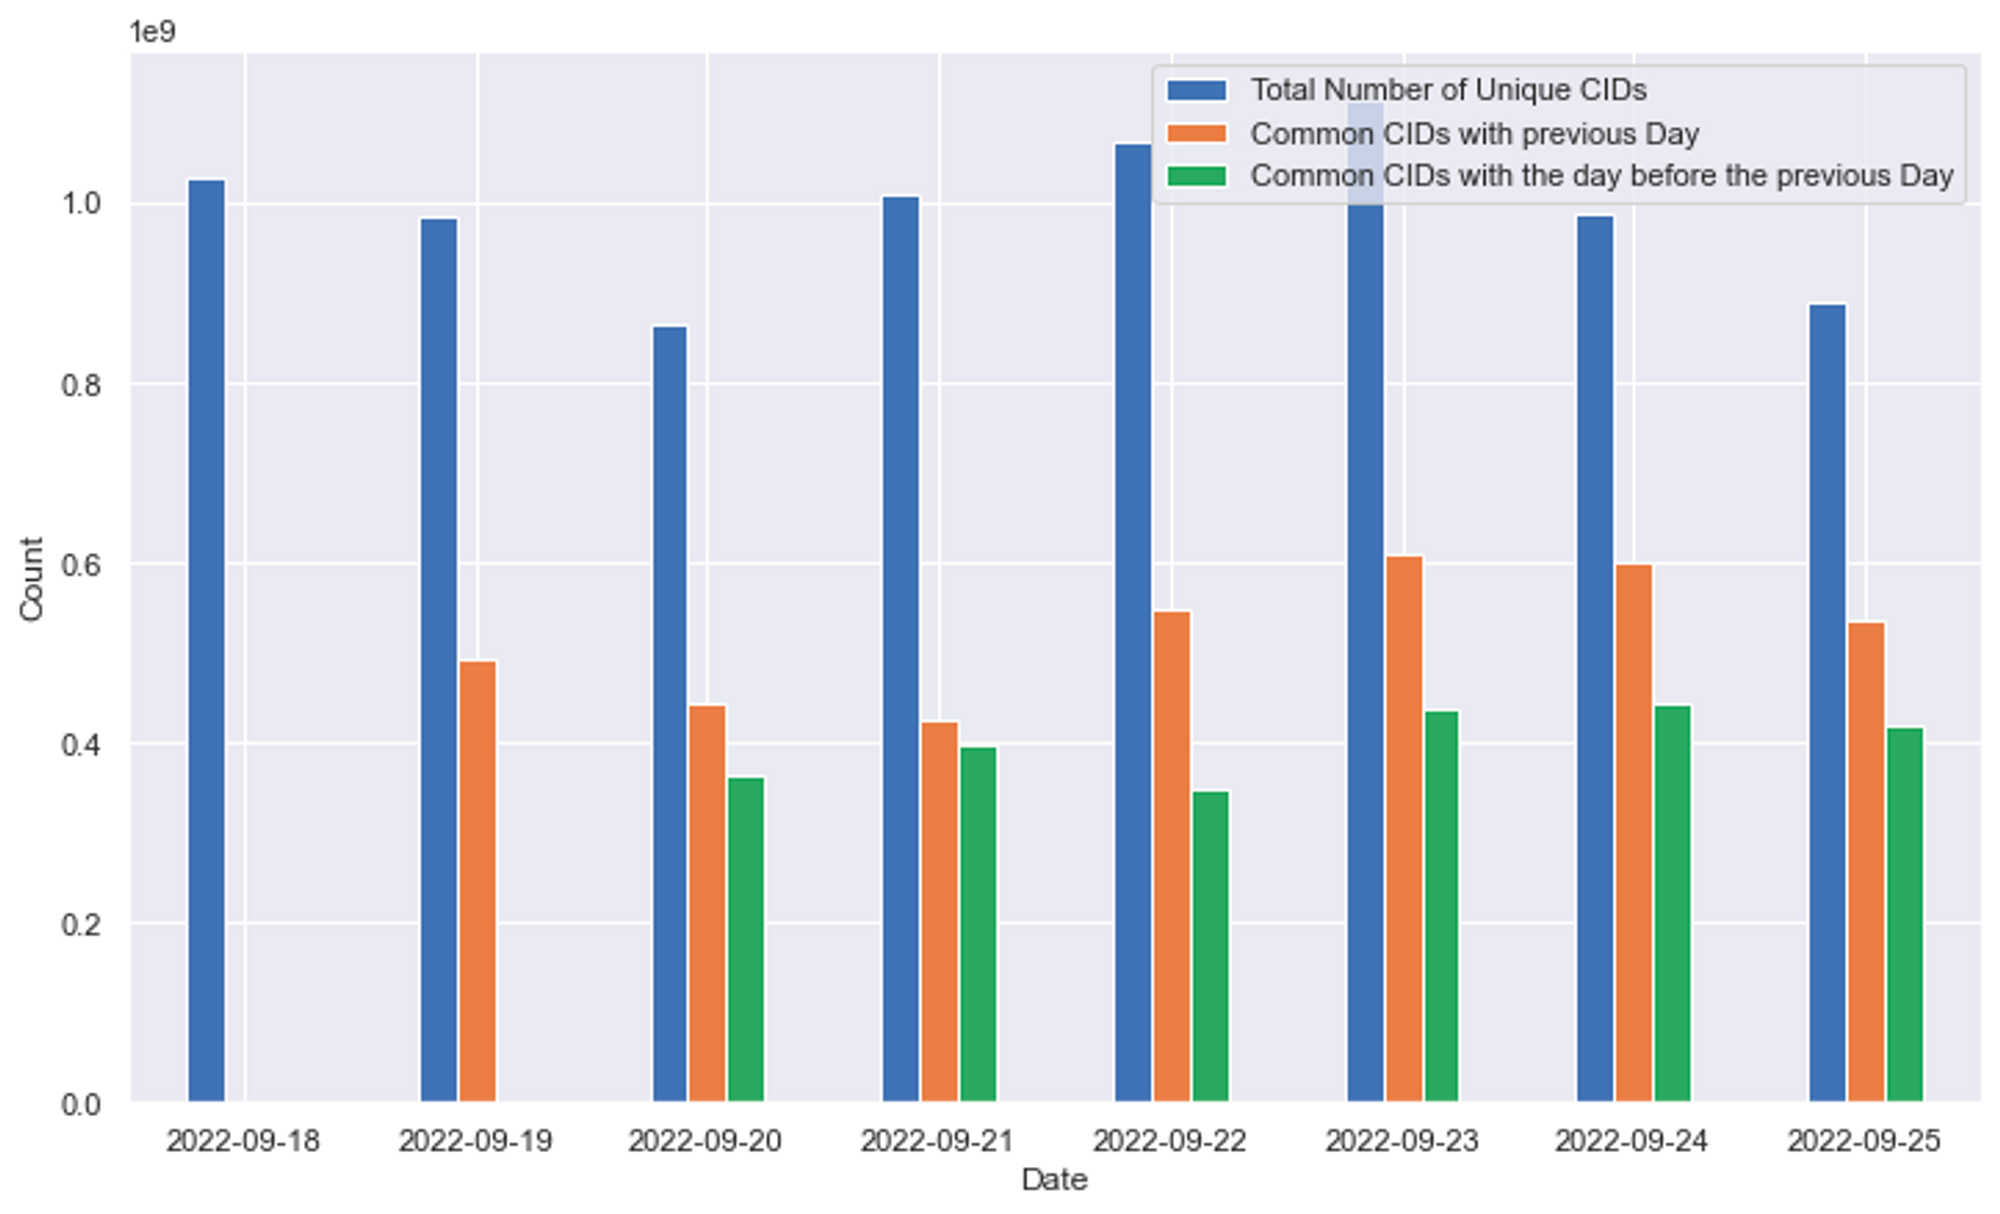 1e9
Total Number of Unique CIDs
Common CIDs with previous Day
Common CIDs with the day before the previous Day
1.0
0.8
0.6
0.4
0.2
0.0
Count
2022-09-18 2022-09-19 2022-09-20 2022-09-21 2022-09-22 2022-09-23 2022-09-24 2022-09-25
Date